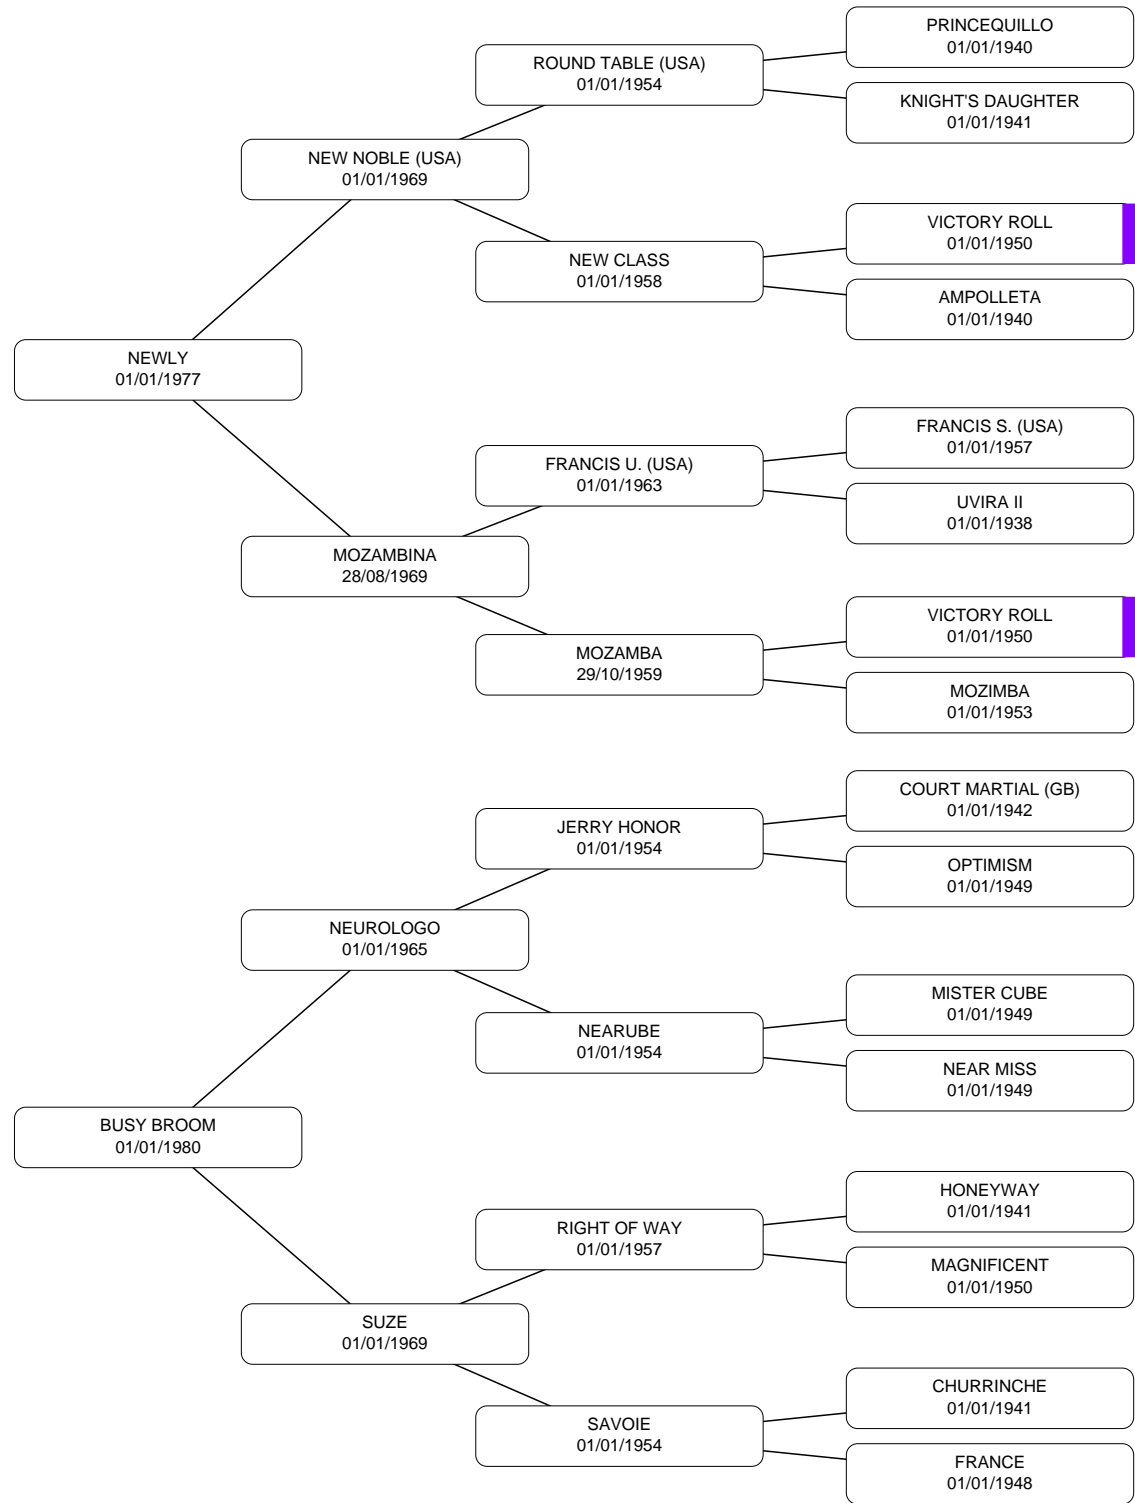 PRINCEQUILLO
01/01/1940
ROUND TABLE (USA)
01/01/1954
KNIGHT'S DAUGHTER
01/01/1941
NEW NOBLE (USA)
01/01/1969
VICTORY ROLL
01/01/1950
NEW CLASS
01/01/1958
AMPOLLETA
01/01/1940
NEWLY
01/01/1977
FRANCIS S. (USA)
01/01/1957
FRANCIS U. (USA)
01/01/1963
UVIRA II
01/01/1938
MOZAMBINA
28/08/1969
VICTORY ROLL
01/01/1950
MOZAMBA
29/10/1959
MOZIMBA
01/01/1953
COURT MARTIAL (GB)
01/01/1942
JERRY HONOR
01/01/1954
OPTIMISM
01/01/1949
NEUROLOGO
01/01/1965
MISTER CUBE
01/01/1949
NEARUBE
01/01/1954
NEAR MISS
01/01/1949
BUSY BROOM
01/01/1980
HONEYWAY
01/01/1941
RIGHT OF WAY
01/01/1957
MAGNIFICENT
01/01/1950
SUZE
01/01/1969
CHURRINCHE
01/01/1941
SAVOIE
01/01/1954
FRANCE
01/01/1948